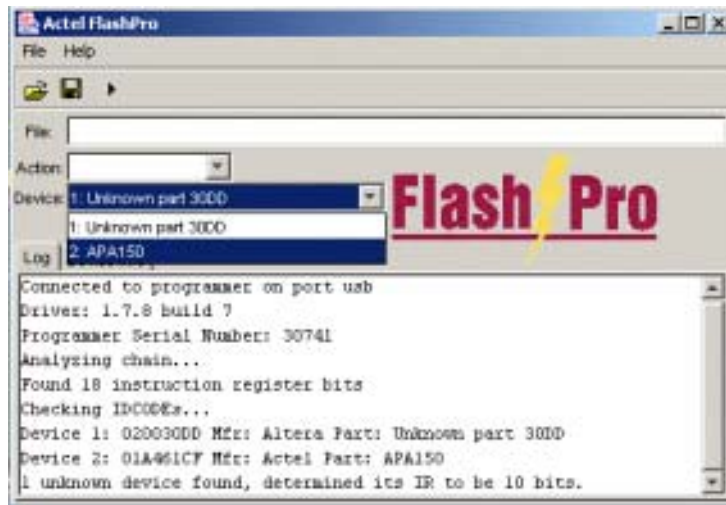 Actel FlashPro
File Help
File:
Action:
Device: 1: Unknown part 30DD
1: Unknown part 30DD
2: APA150
Flash Pro
Log
Connected to programmer on port usb
Driver: 1.7.8 build 7
Programmer Serial Number: 30741
Analyzing chain...
Found 18 instruction register bits
Checking IDCODEs...
Device 1: 020030DD Mfr: Altera Part: Unknown part 30DD
Device 2: 01A461CF Mfr: Actel Part: APA150
1 unknown device found, determined its IR to be 10 bits.